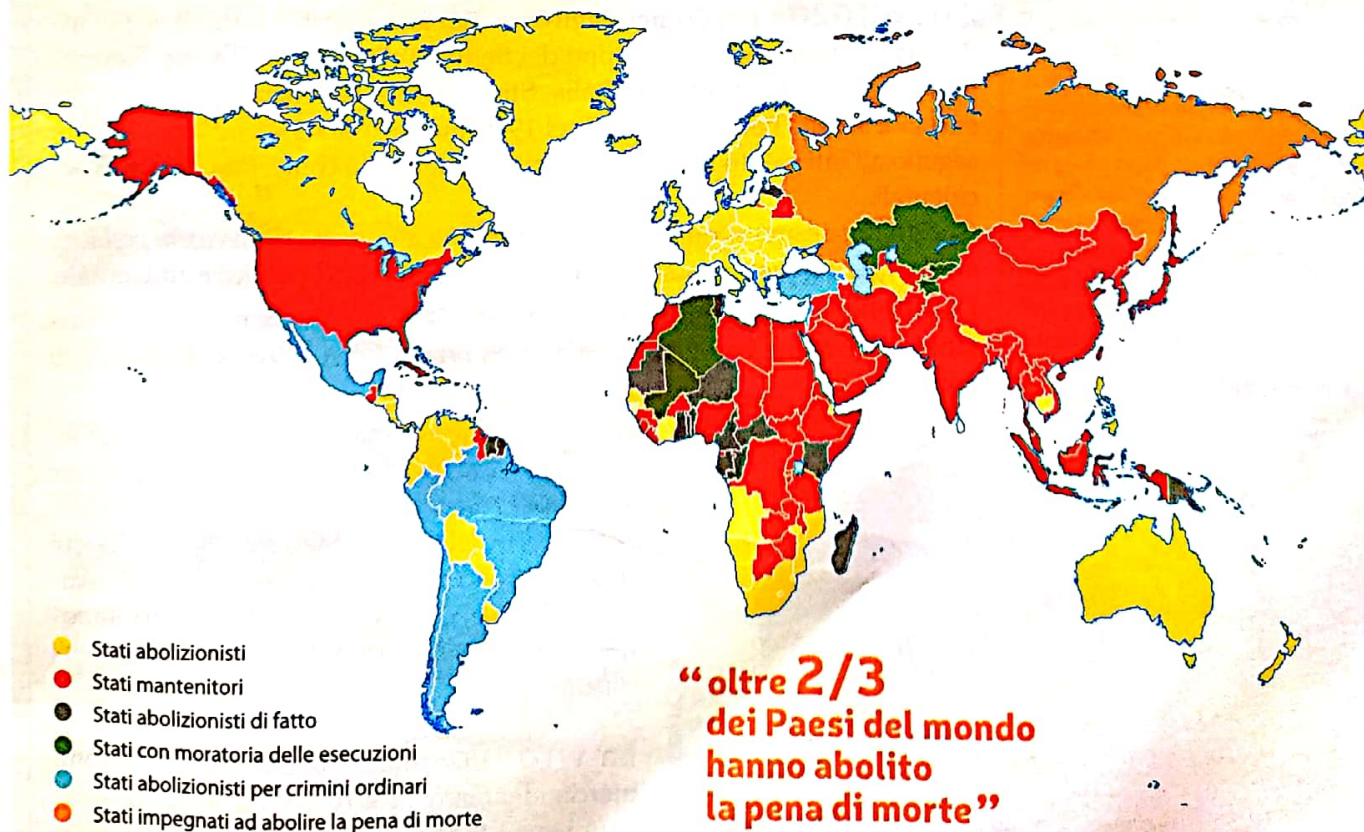 Stati abolizionisti
Stati mantenitori
Stati abolizionisti di fatto
Stati con moratoria delle esecuzioni
Stati abolizionisti per crimini ordinari
Stati impegnati ad abolire la pena di morte
“oltre 2/3
dei Paesi del mondo
hanno abolito
la pena di morte”